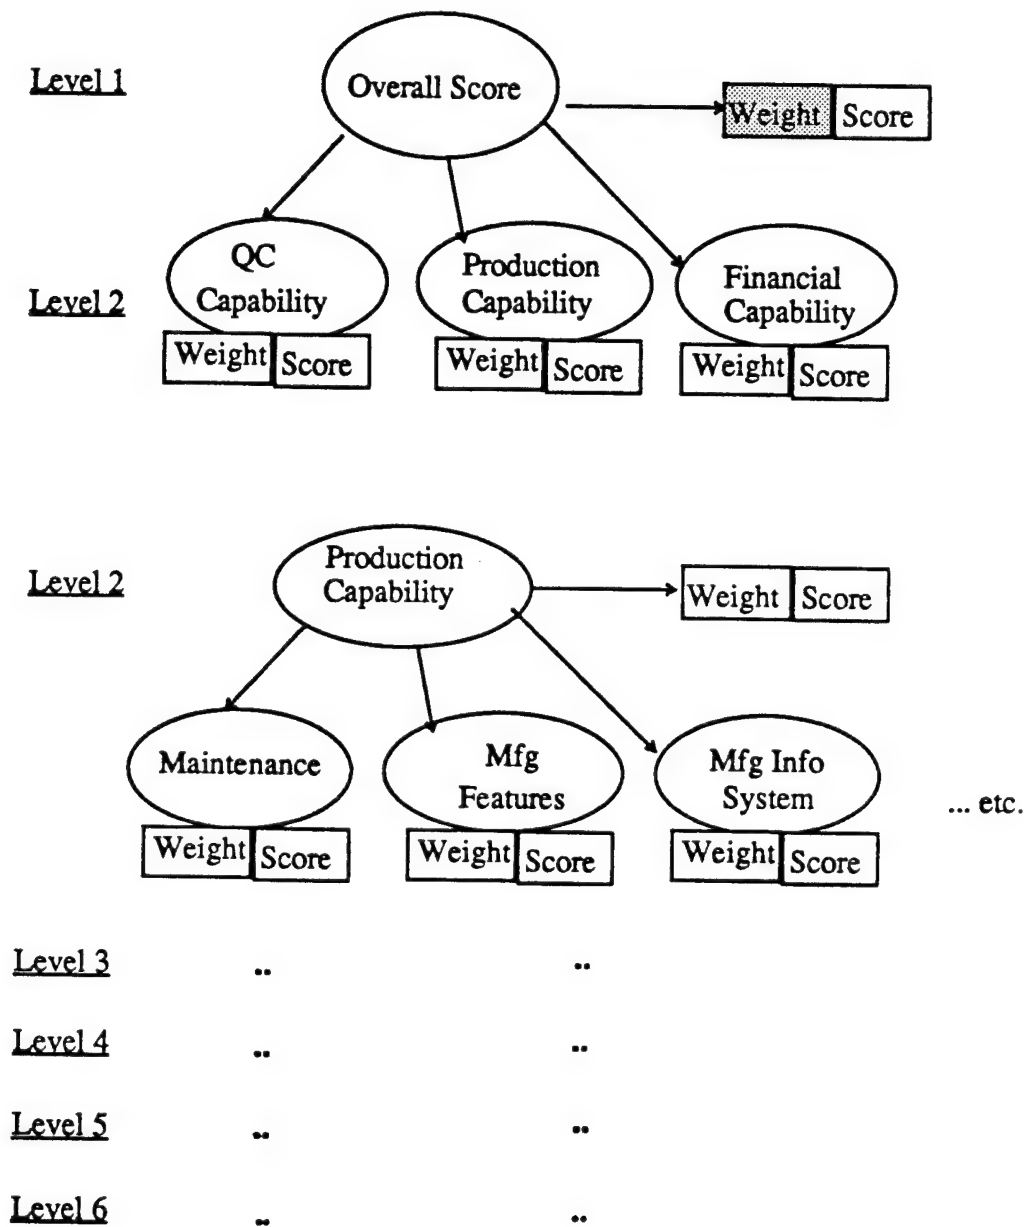 Level 1
Overall Score
Weight Score
Level 2
QC
Capability
Weight Score
Production
Capability
Weight Score
Financial
Capability
Weight Score
Level 2
Production
Capability
Weight Score
Maintenance
Weight Score
Mfg
Features
Weight Score
Mfg Info
System
Weight Score
... etc.
Level 3 .. ..
Level 4 .. ..
Level 5 .. ..
Level 6 .. ..